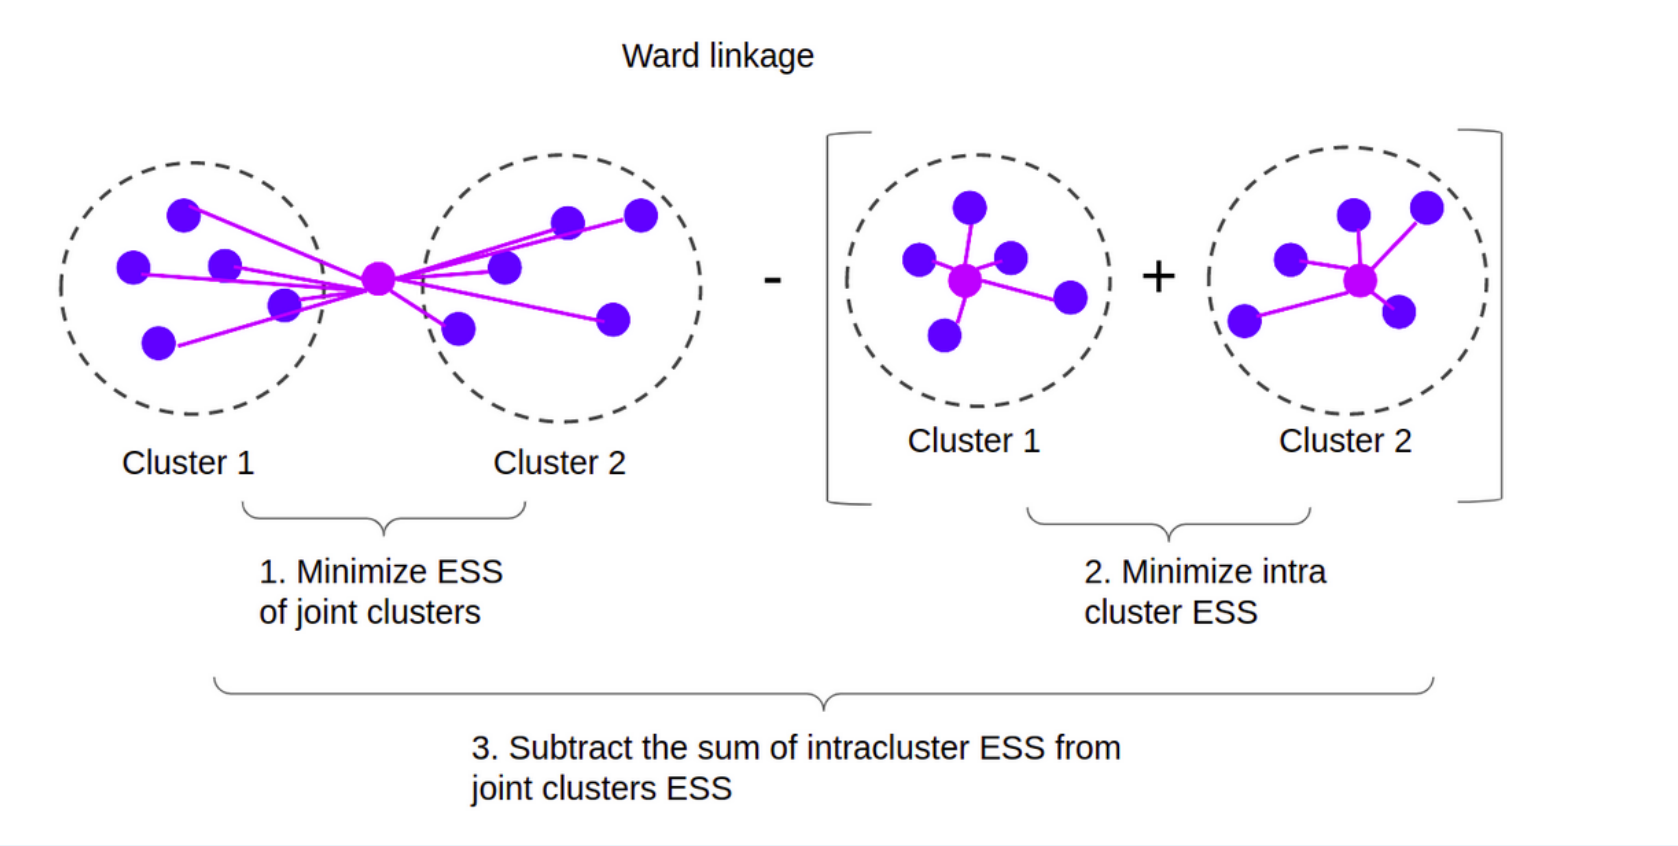 Ward linkage
-
+
Cluster 1
Cluster 2
Cluster 1
Cluster 2
1. Minimize ESS
of joint clusters
2. Minimize intra
cluster ESS
3. Subtract the sum of intracluster ESS from
joint clusters ESS